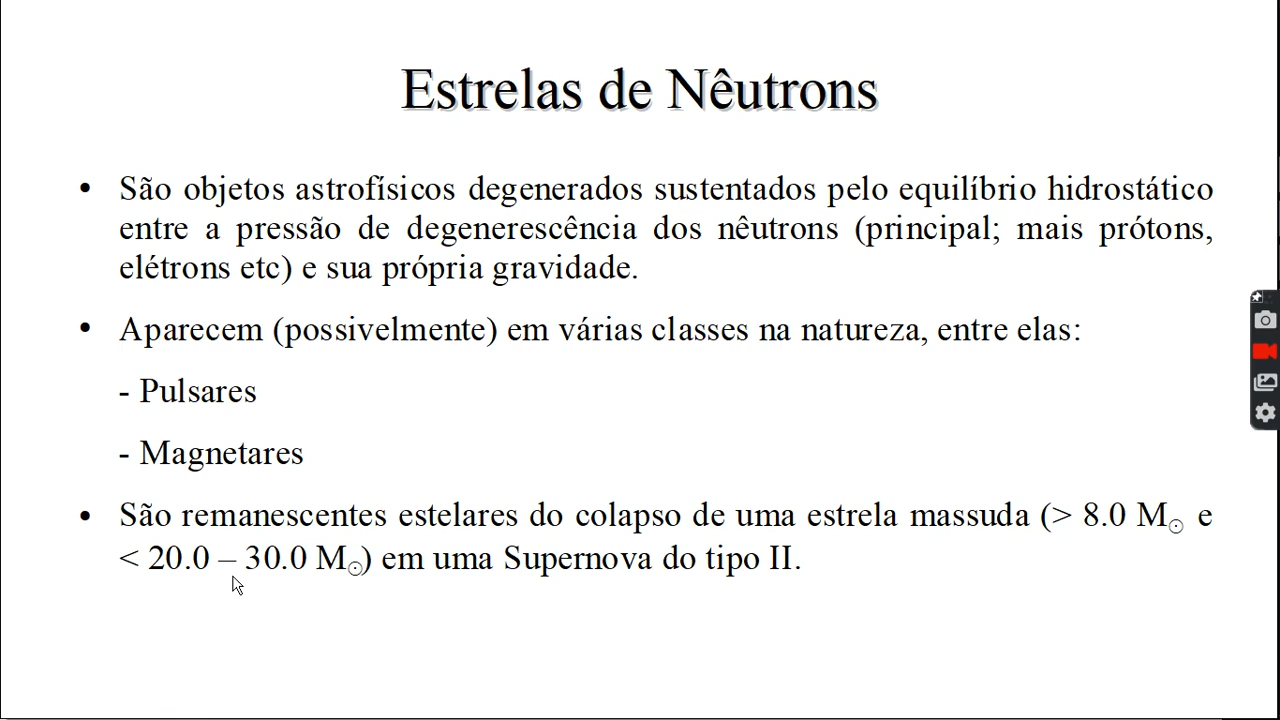 Estrelas de Nêutrons
• São objetos astrofísicos degenerados sustentados pelo equilíbrio hidrostático
entre a pressão de degenerescência dos nêutrons (principal; mais prótons,
elétrons etc) e sua própria gravidade.
• Aparecem (possivelmente) em várias classes na natureza, entre elas:
- Pulsares
- Magnetares
• São remanescentes estelares do colapso de uma estrela massuda (> 8.0 M☉ e
< 20.0 – 30.0 M☉) em uma Supernova do tipo II.